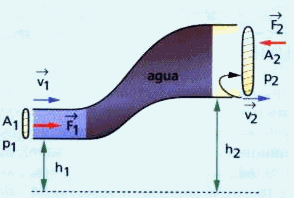 v₁
A₁
F₁
p₁
h₁
agua
F₂
A₂
p₂
v₂
h₂